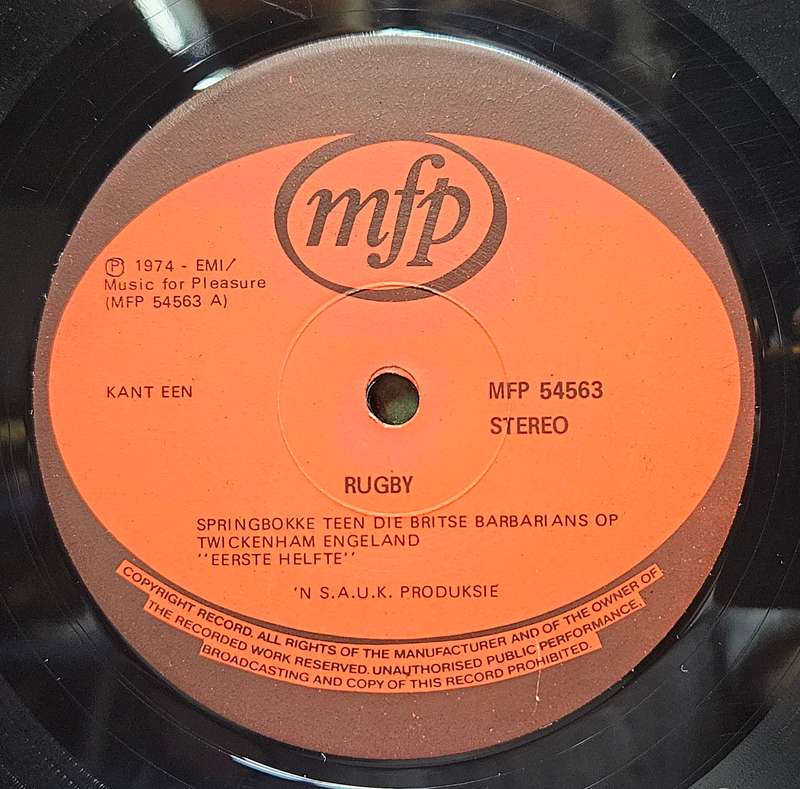 mfp
Ⓟ 1974 - EMI/
Music for Pleasure
(MFP 54563 A)
KANT EEN
MFP 54563
STEREO
RUGBY
SPRINGBOKKE TEEN DIE BRITSE BARBARIANS OP
TWICKENHAM ENGELAND
"EERSTE HELFTE"
'N S.A.U.K. PRODUKSIE
COPYRIGHT RECORD. ALL RIGHTS OF THE MANUFACTURER AND OF THE OWNER OF
THE RECORDED WORK RESERVED. UNAUTHORISED PUBLIC PERFORMANCE,
BROADCASTING AND COPY OF THIS RECORD PROHIBITED.